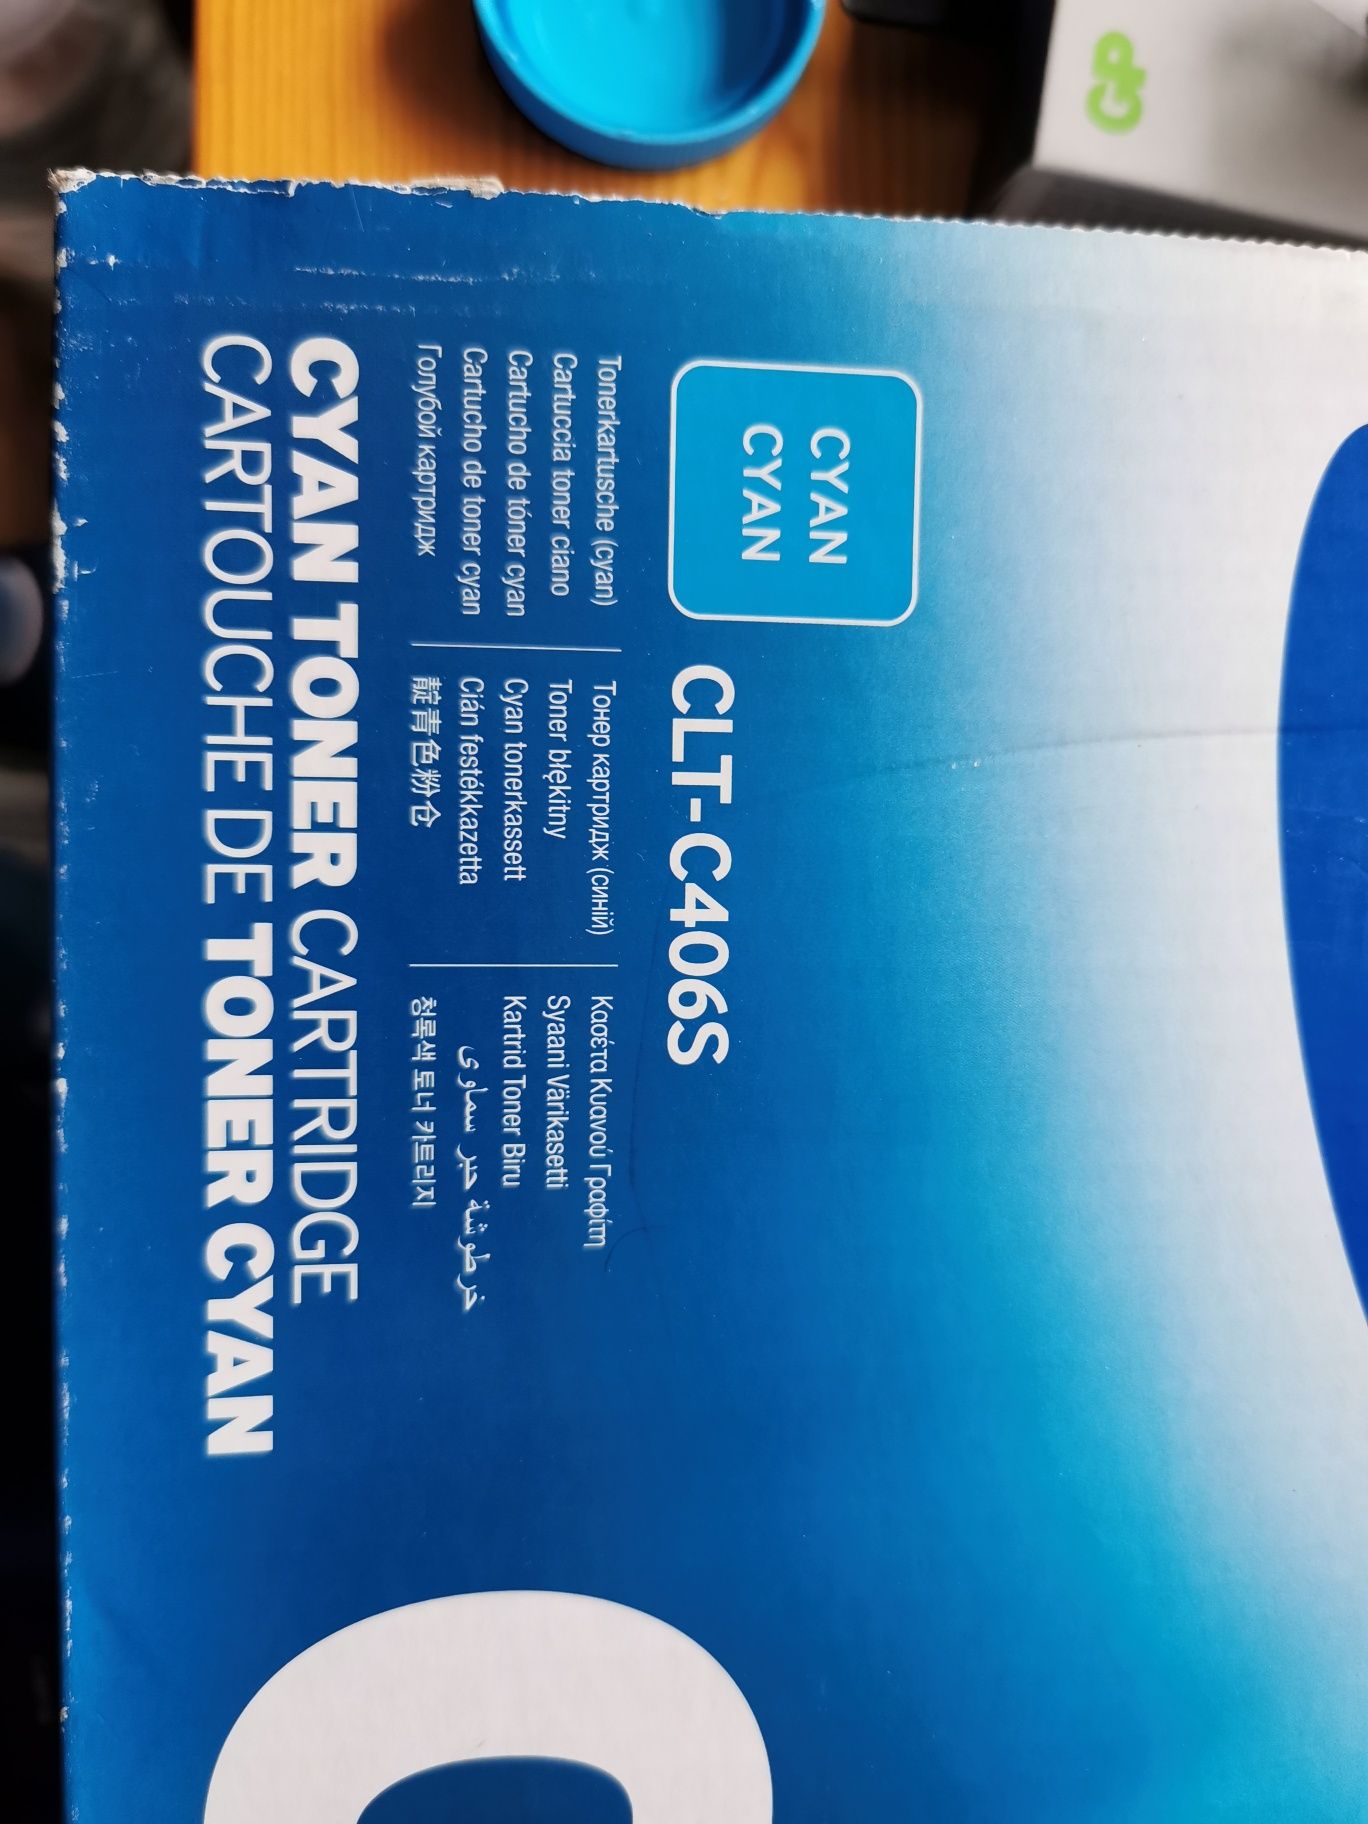 GP
CYAN
CYAN
CLT-C406S
Tonerkartusche (cyan)
Cartuccia toner ciano
Cartucho de tóner cyan
Cartucho de toner cyan
Голубой картридж
Тонер картридж (синій)
Toner błękitny
Cyan tonerkassett
Cián festékkazetta
靛青色粉仓
Κασέτα Κυανού Γραφίτη
Syaani Värikasetti
Kartrid Toner Biru
خرطوشة حبر سماوى
청록색 토너 카트리지
CYAN TONER CARTRIDGE
CARTOUCHE DE TONER CYAN